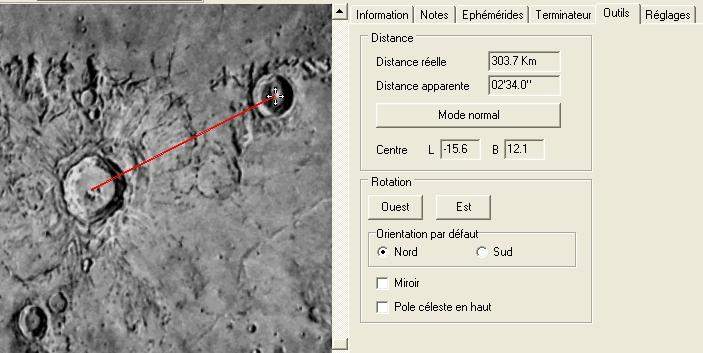 Information Notes Ephémérides Terminateur Outils Réglages
Distance
Distance réelle 303.7 Km
Distance apparente 02'34.0''
Mode normal
Centre L -15.6 B 12.1
Rotation
Ouest Est
Orientation par défaut
Nord Sud
Miroir
Pole céleste en haut